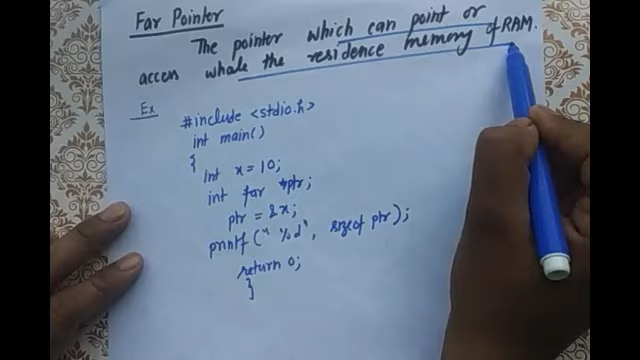 Far Pointer
The pointer which can point or
access whole the residence memory of RAM.
Ex
#include <stdio.h>
int main()
{
int x = 10;
int far *ptr;
ptr = &x;
printf (" %d", sizeof ptr);
return 0;
}